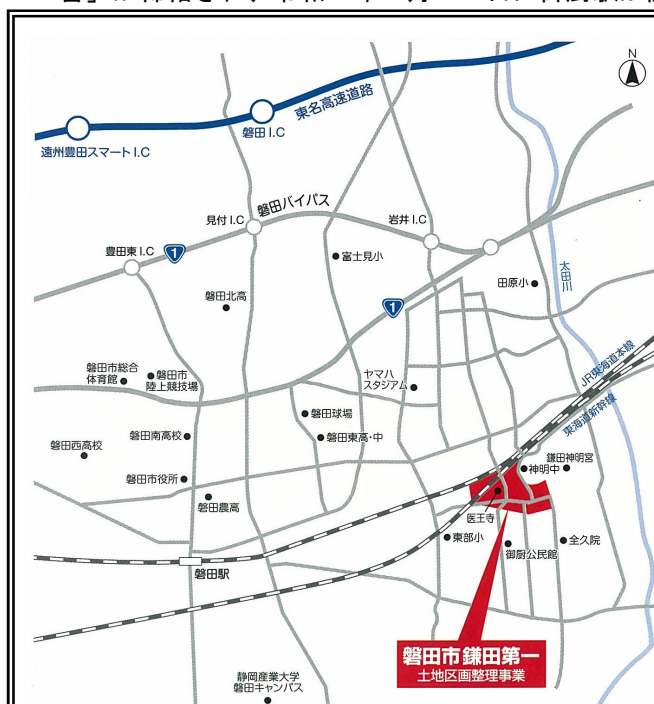 N
東名高速道路
磐田 I.C
遠州豊田スマート I.C
見付 I.C
磐田バイパス
岩井 I.C
豊田東 I.C
1
富士見小
太田川
田原小
磐田北高
1
磐田市総合
体育館
磐田市
陸上競技場
ヤマハ
スタジアム
JR東海道本線
東海道新幹線
磐田球場
磐田南高校
磐田東高・中
磐田西高校
鎌田神明宮
神明中
磐田市役所
磐田農高
医王寺
東部小
御厨公民館
全久院
磐田駅
磐田市鎌田第一
土地区画整理事業
静岡産業大学
磐田キャンパス